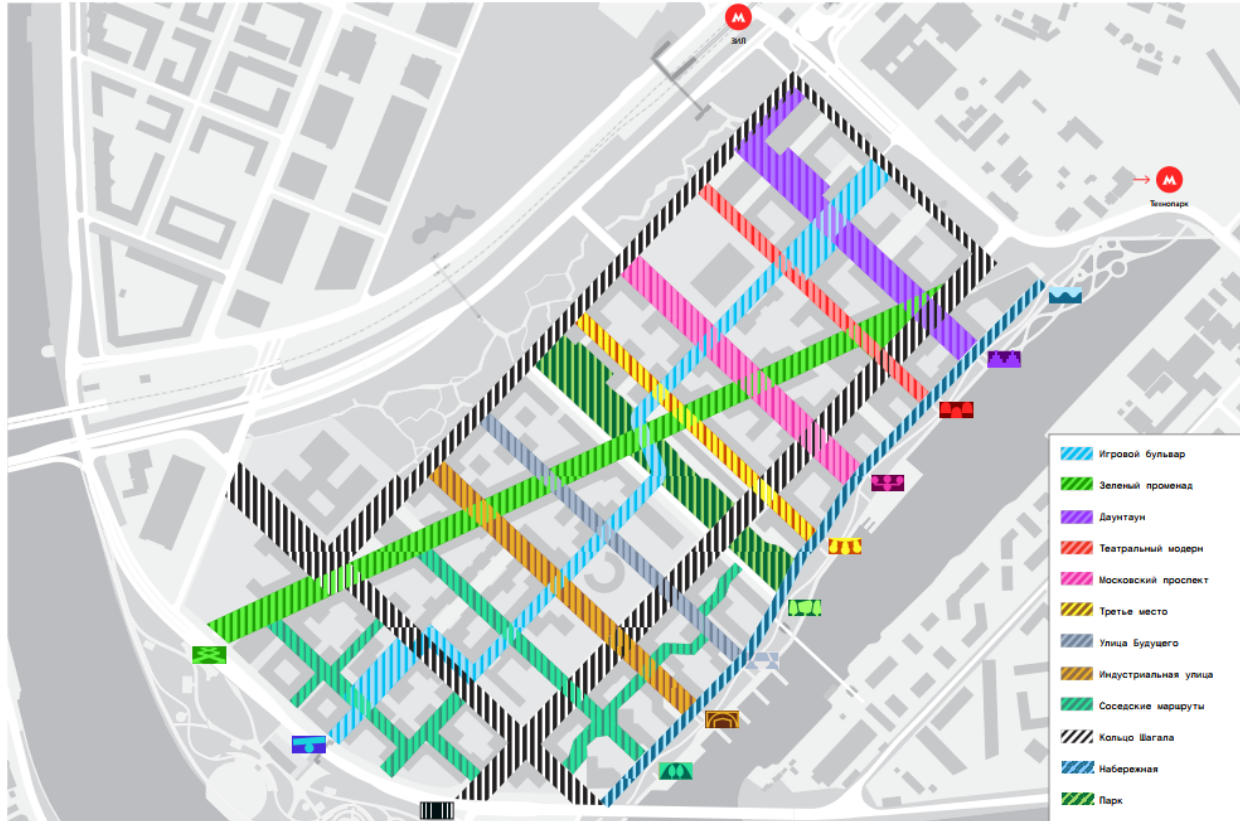 М
ЗИЛ
М
Технопарк
Игровой бульвар
Зеленый променад
Даунтаун
Театральный модерн
Московский проспект
Третье место
Улица Будущего
Индустриальная улица
Соседские маршруты
Кольцо Шагала
Набережная
Парк